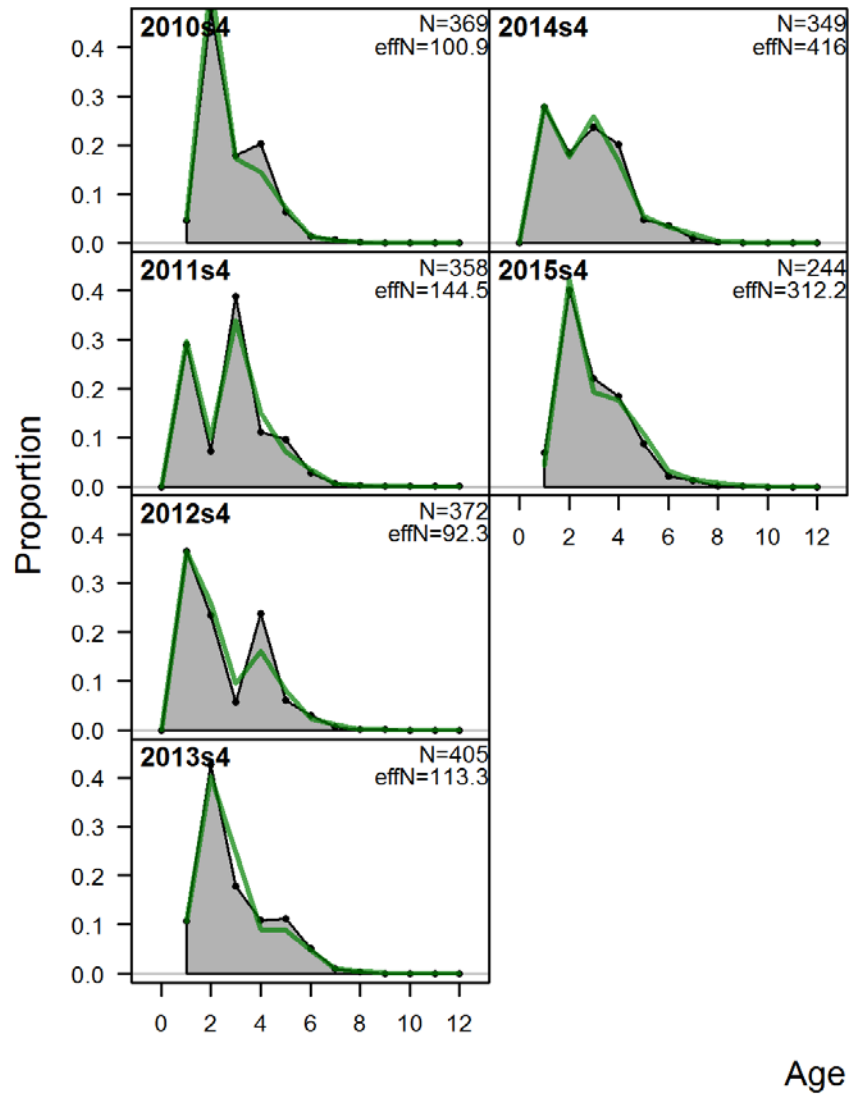 2010s4
N=369
effN=100.9
0.4
0.3
0.2
0.1
0.0
2014s4
N=349
effN=416
2011s4
N=358
effN=144.5
0.4
0.3
0.2
0.1
0.0
2015s4
N=244
effN=312.2
0 2 4 6 8 10 12
2012s4
N=372
effN=92.3
0.4
0.3
0.2
0.1
0.0
2013s4
N=405
effN=113.3
0.4
0.3
0.2
0.1
0.0
0 2 4 6 8 10 12
Proportion
Age